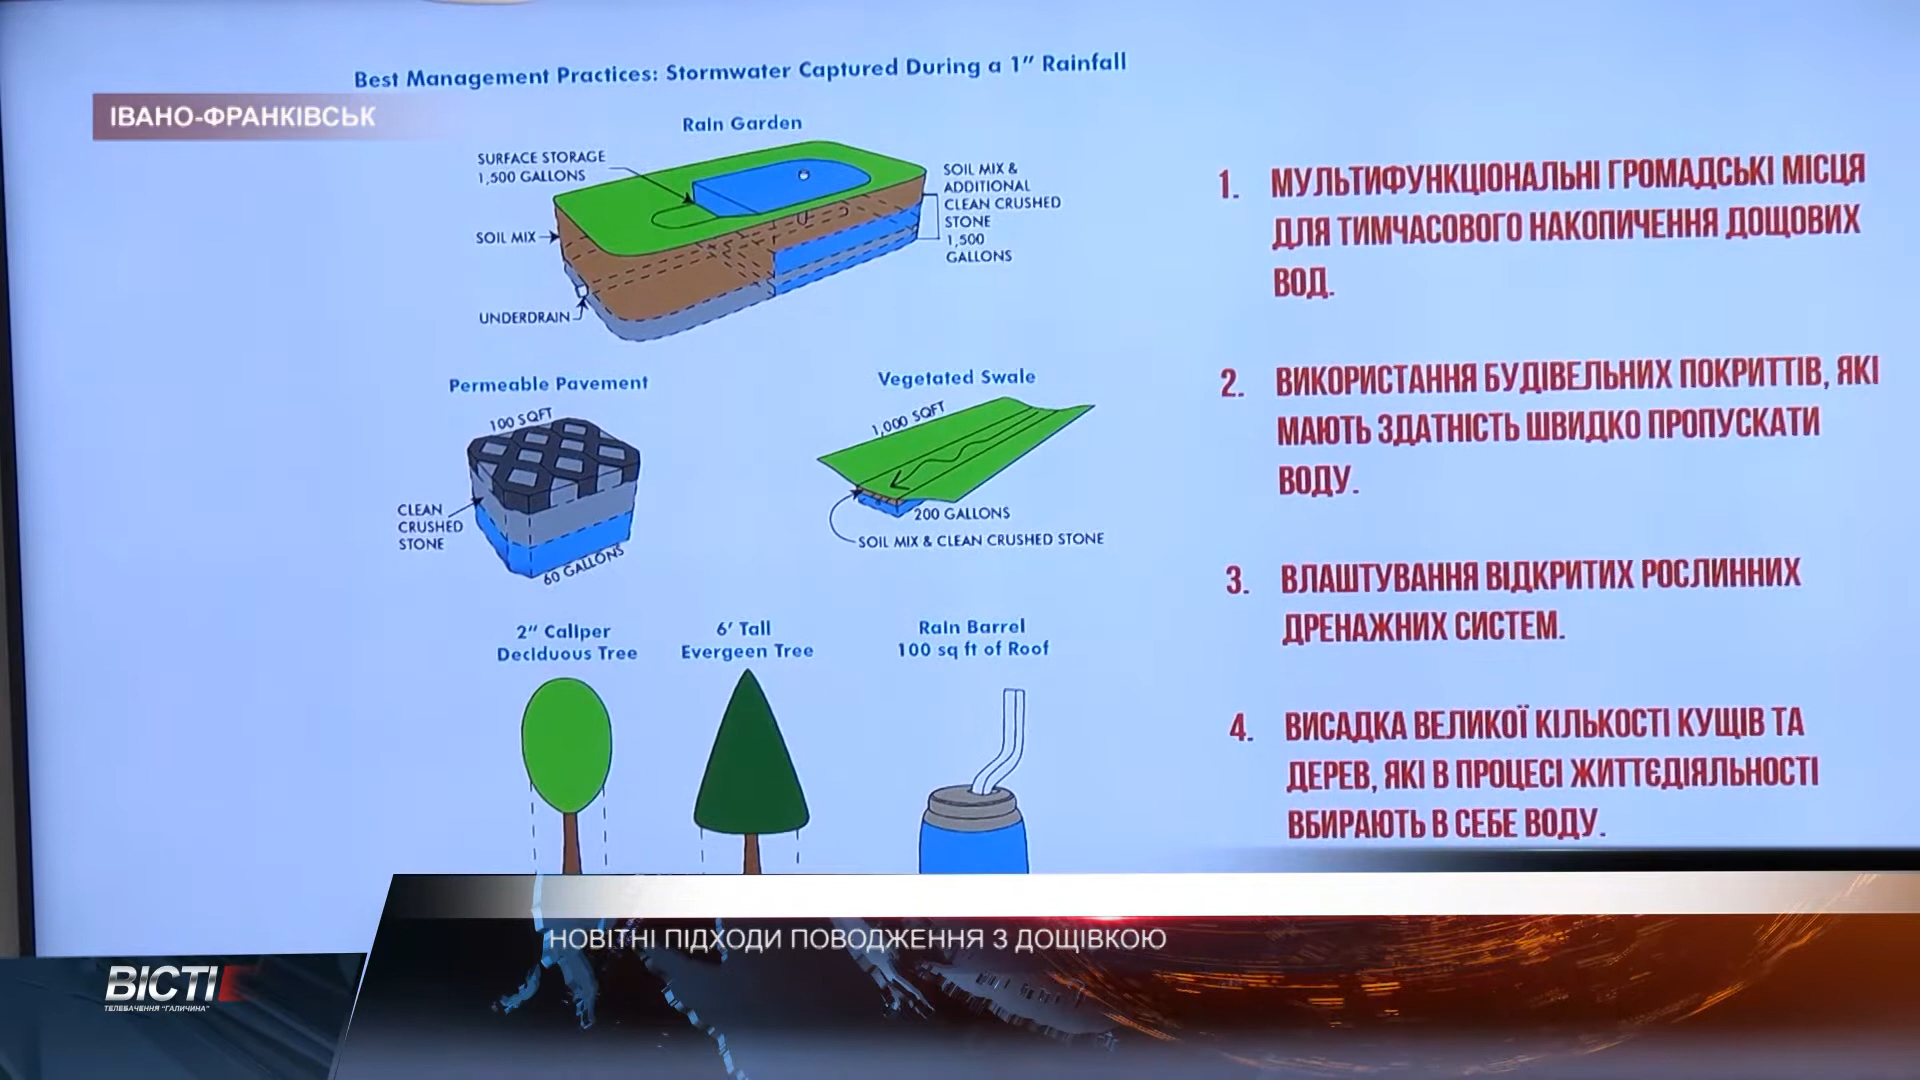 Best Management Practices: Stormwater Captured During a 1" Rainfall
ІВАНО-ФРАНКІВСЬК
Rain Garden
SURFACE STORAGE
1,500 GALLONS
SOIL MIX
UNDERDRAIN
SOIL MIX &
ADDITIONAL
CLEAN CRUSHED
STONE
1,500
GALLONS
Permeable Pavement
100 SQFT
CLEAN
CRUSHED
STONE
60 GALLONS
Vegetated Swale
1,000 SQFT
200 GALLONS
SOIL MIX & CLEAN CRUSHED STONE
2" Caliper
Deciduous Tree
6' Tall
Evergeen Tree
Rain Barrel
100 sq ft of Roof
1. МУЛЬТИФУНКЦІОНАЛЬНІ ГРОМАДСЬКІ МІСЦЯ
ДЛЯ ТИМЧАСОВОГО НАКОПИЧЕННЯ ДОЩОВИХ
ВОД.
2. ВИКОРИСТАННЯ БУДІВЕЛЬНИХ ПОКРИТТІВ, ЯКІ
МАЮТЬ ЗДАТНІСТЬ ШВИДКО ПРОПУСКАТИ
ВОДУ.
3. ВЛАШТУВАННЯ ВІДКРИТИХ РОСЛИННИХ
ДРЕНАЖНИХ СИСТЕМ.
4. ВИСАДКА ВЕЛИКОЇ КІЛЬКОСТІ КУЩІВ ТА
ДЕРЕВ, ЯКІ В ПРОЦЕСІ ЖИТТЄДІЯЛЬНОСТІ
ВБИРАЮТЬ В СЕБЕ ВОДУ.
НОВІТНІ ПІДХОДИ ПОВОДЖЕННЯ З ДОЩІВКОЮ
ВІСТІ
ТЕЛЕБАЧЕННЯ "ГАЛИЧИНА"